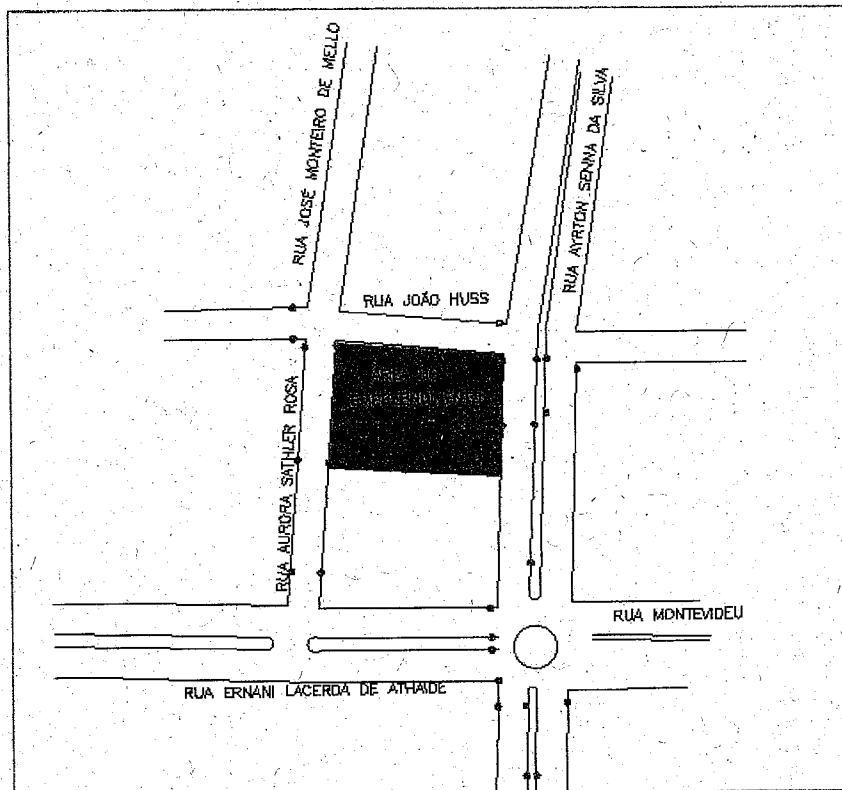 RUA JOSÉ MONTEIRO DE MELLO
RUA AYRTON SENNA DA SILVA
RUA JOÃO HUSS
RUA AURORA SATHLER ROSA
RUA MONTEVIDEU
RUA ERNANI LACERDA DE ATHAIDE